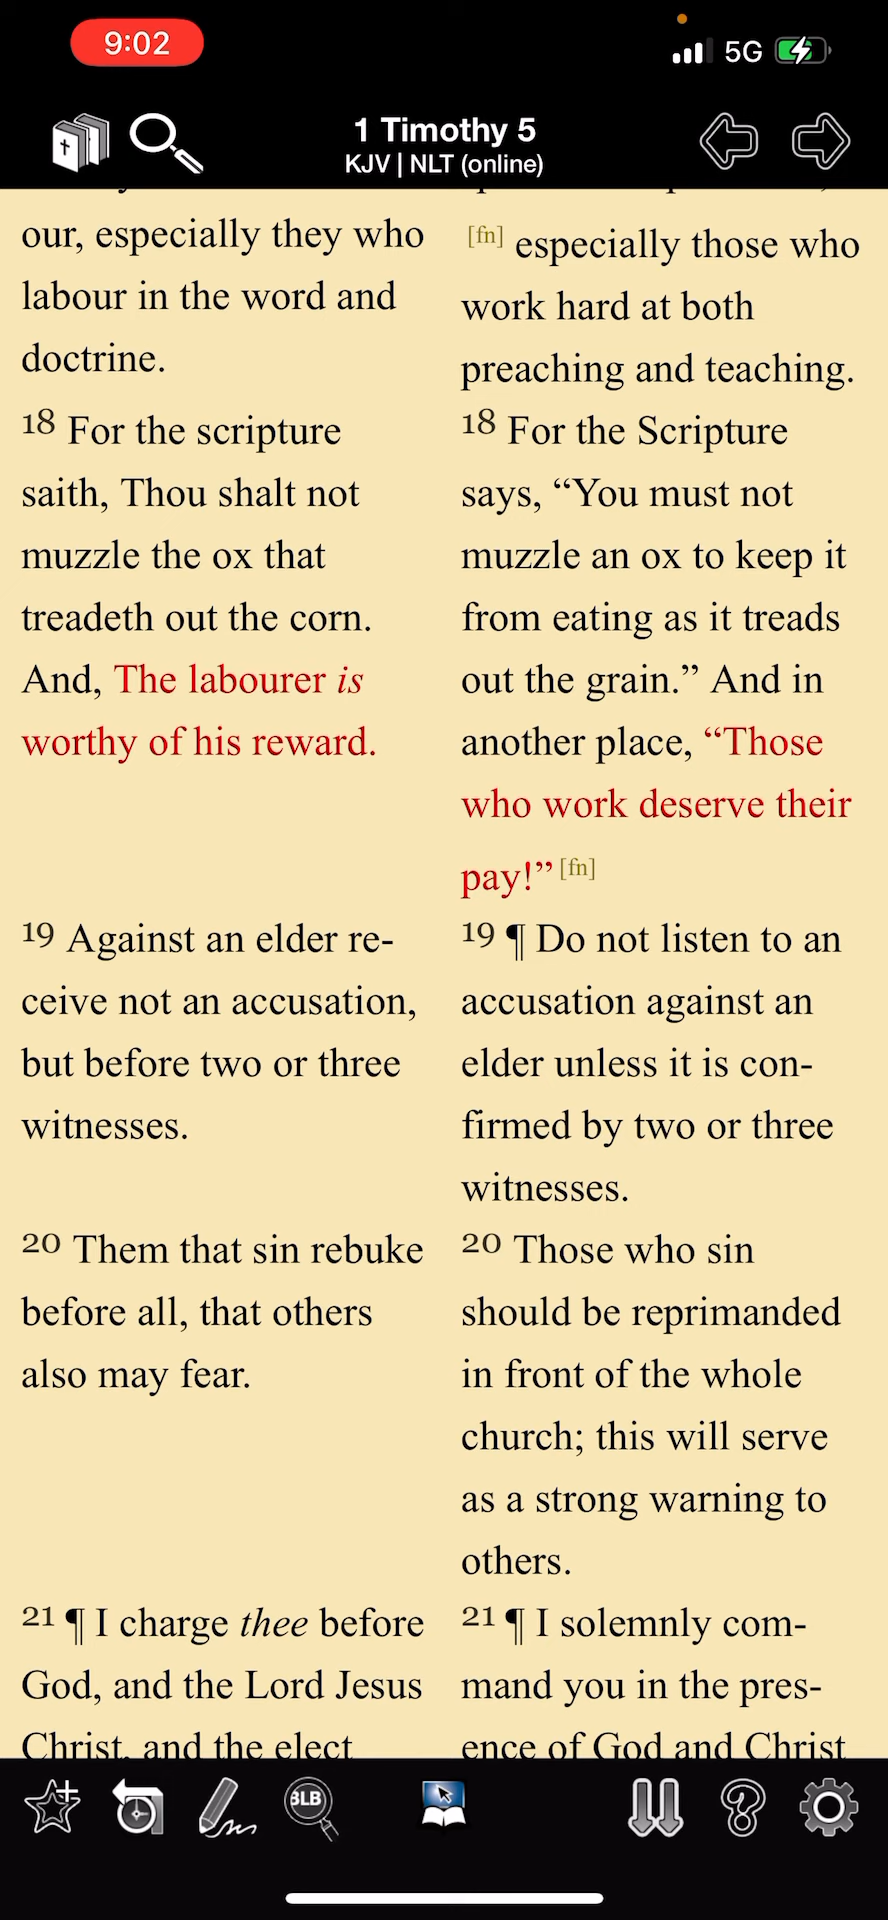 9:02
5G
1 Timothy 5
KJV | NLT (online)
our, especially they who
labour in the word and
doctrine.
18 For the scripture
saith, Thou shalt not
muzzle the ox that
treadeth out the corn.
And, The labourer is
worthy of his reward.
19 Against an elder re-
ceive not an accusation,
but before two or three
witnesses.
20 Them that sin rebuke
before all, that others
also may fear.
21 ¶ I charge thee before
God, and the Lord Jesus
Christ, and the elect
[fn] especially those who
work hard at both
preaching and teaching.
18 For the Scripture
says, “You must not
muzzle an ox to keep it
from eating as it treads
out the grain.” And in
another place, “Those
who work deserve their
pay!” [fn]
19 ¶ Do not listen to an
accusation against an
elder unless it is con-
firmed by two or three
witnesses.
20 Those who sin
should be reprimanded
in front of the whole
church; this will serve
as a strong warning to
others.
21 ¶ I solemnly com-
mand you in the pres-
ence of God and Christ
BLB